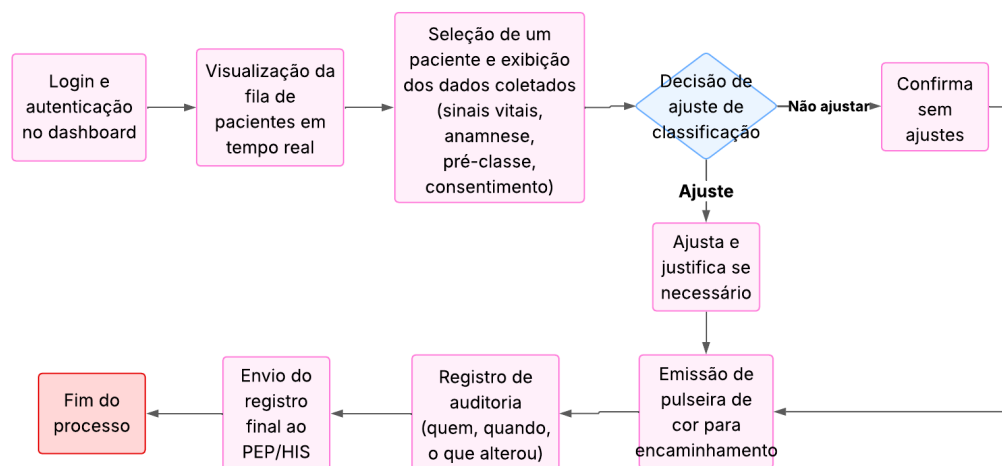 Login e
autenticação
no dashboard
Visualização da
fila de
pacientes em
tempo real
Seleção de um
paciente e exibição
dos dados coletados
(sinais vitais,
anamnese,
pré-classe,
consentimento)
Decisão de
ajuste de
classificação
Não ajustar
Confirma
sem
ajustes
Ajuste
Ajusta e
justifica se
necessário
Emissão de
pulseira de
cor para
encaminhamento
Registro de
auditoria
(quem, quando,
o que alterou)
Envio do
registro
final ao
PEP/HIS
Fim do
processo